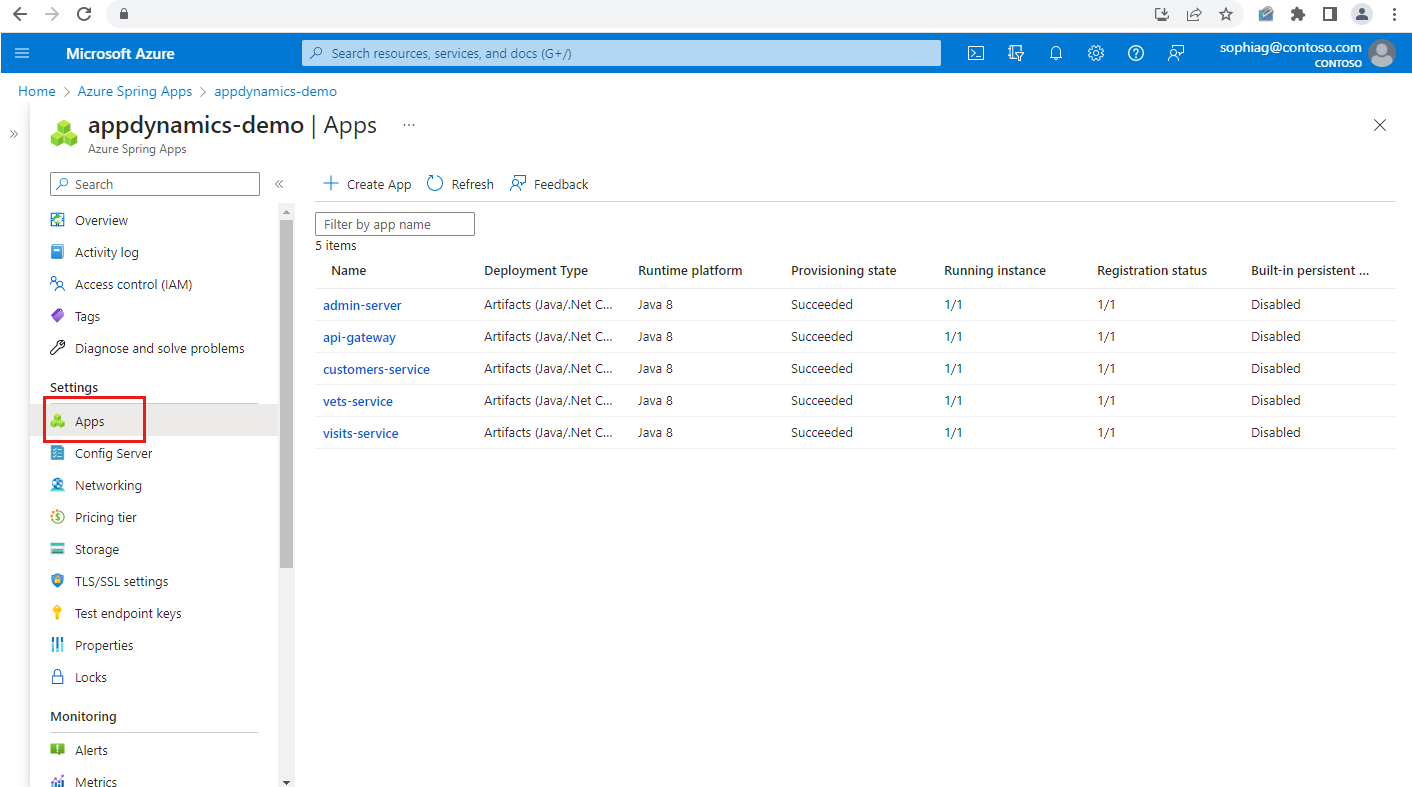 Microsoft Azure
Search resources, services, and docs (G+/)
sophiag@contoso.com
CONTOSO
Home > Azure Spring Apps > appdynamics-demo
appdynamics-demo | Apps ...
Azure Spring Apps
Search
Overview
Activity log
Access control (IAM)
Tags
Diagnose and solve problems
Settings
Apps
Config Server
Networking
Pricing tier
Storage
TLS/SSL settings
Test endpoint keys
Properties
Locks
Monitoring
Alerts
Metrics
Create App Refresh Feedback
Filter by app name
5 items
Name Deployment Type Runtime platform Provisioning state Running instance Registration status Built-in persistent ...
admin-server Artifacts (Java/.Net C... Java 8 Succeeded 1/1 1/1 Disabled
api-gateway Artifacts (Java/.Net C... Java 8 Succeeded 1/1 1/1 Disabled
customers-service Artifacts (Java/.Net C... Java 8 Succeeded 1/1 1/1 Disabled
vets-service Artifacts (Java/.Net C... Java 8 Succeeded 1/1 1/1 Disabled
visits-service Artifacts (Java/.Net C... Java 8 Succeeded 1/1 1/1 Disabled